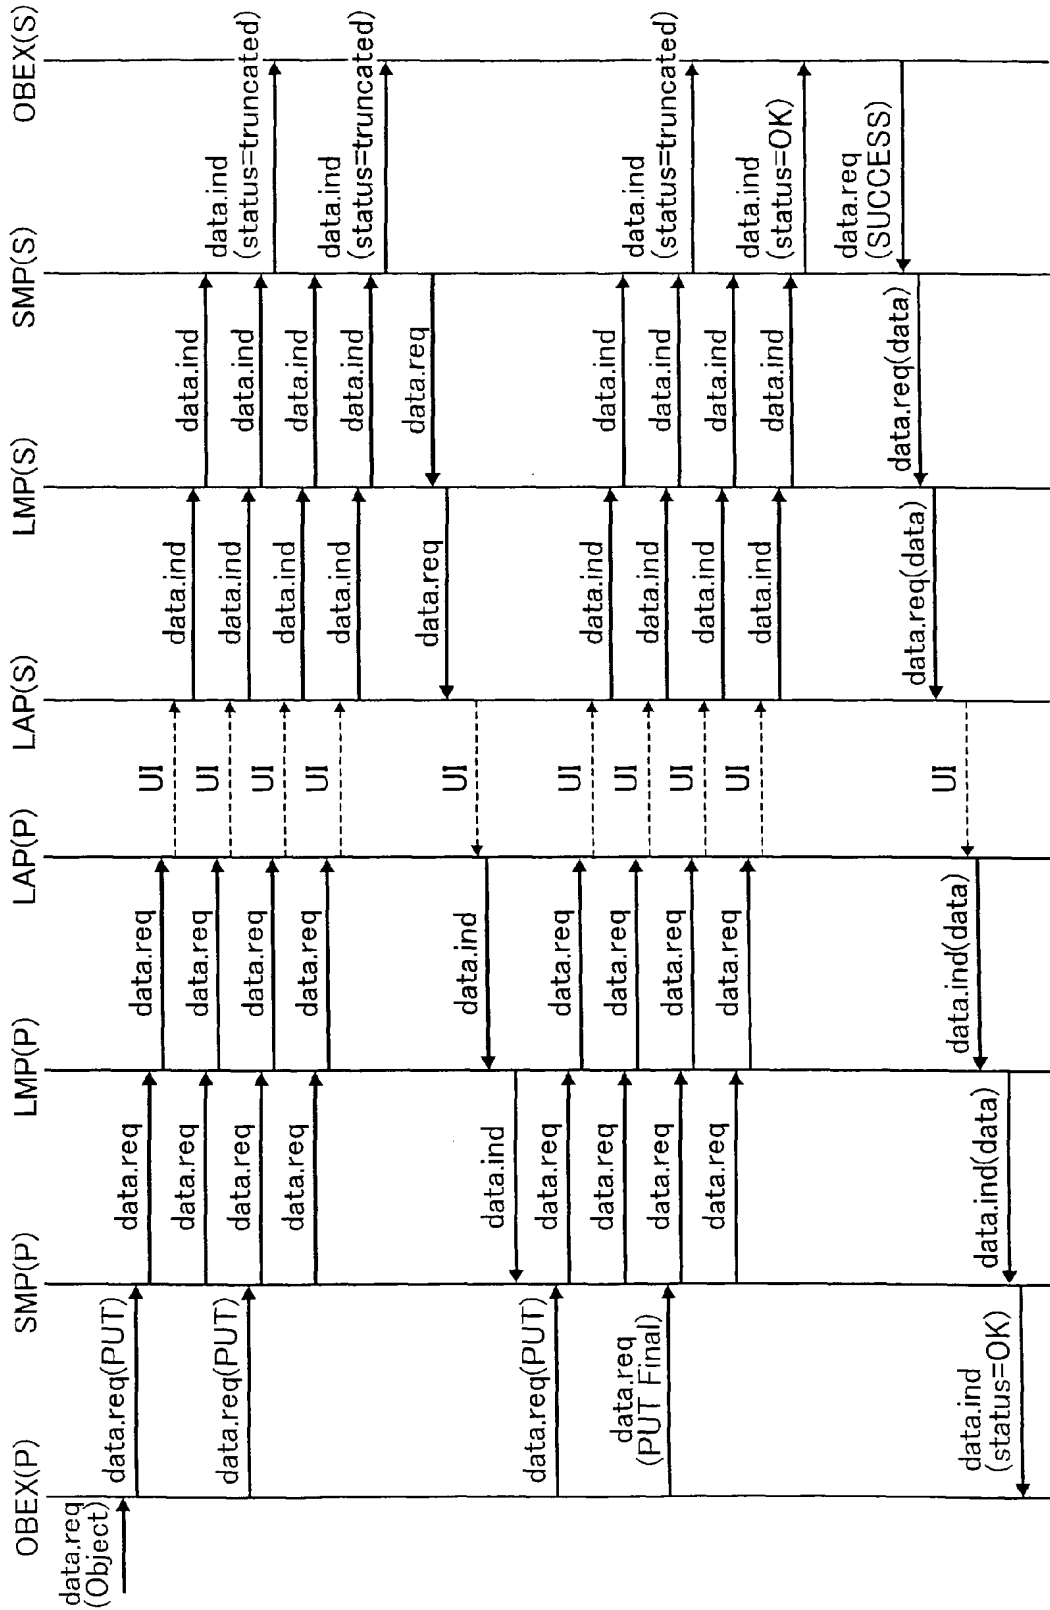 OBEX(P)
SMP(P)
LMP(P)
LAP(P)
LAP(S)
LMP(S)
SMP(S)
OBEX(S)
data.req
(Object)
data.req(PUT)
data.req(PUT)
data.req(PUT)
data.req
(PUT Final)
data.ind
(status=OK)
data.req
data.req
data.req
data.req
data.ind
data.req
data.req
data.req
data.req
data.ind(data)
data.req
data.req
data.req
data.req
data.ind
data.req
data.req
data.req
data.req
data.ind(data)
UI
UI
UI
UI
UI
UI
UI
UI
UI
UI
data.ind
data.ind
data.ind
data.ind
data.req
data.ind
data.ind
data.ind
data.ind
data.req(data)
data.ind
data.ind
data.ind
data.ind
data.req
data.ind
data.ind
data.ind
data.ind
data.req(data)
data.ind
(status=truncated)
data.ind
(status=truncated)
data.ind
(status=truncated)
data.ind
(status=OK)
data.req
(SUCCESS)